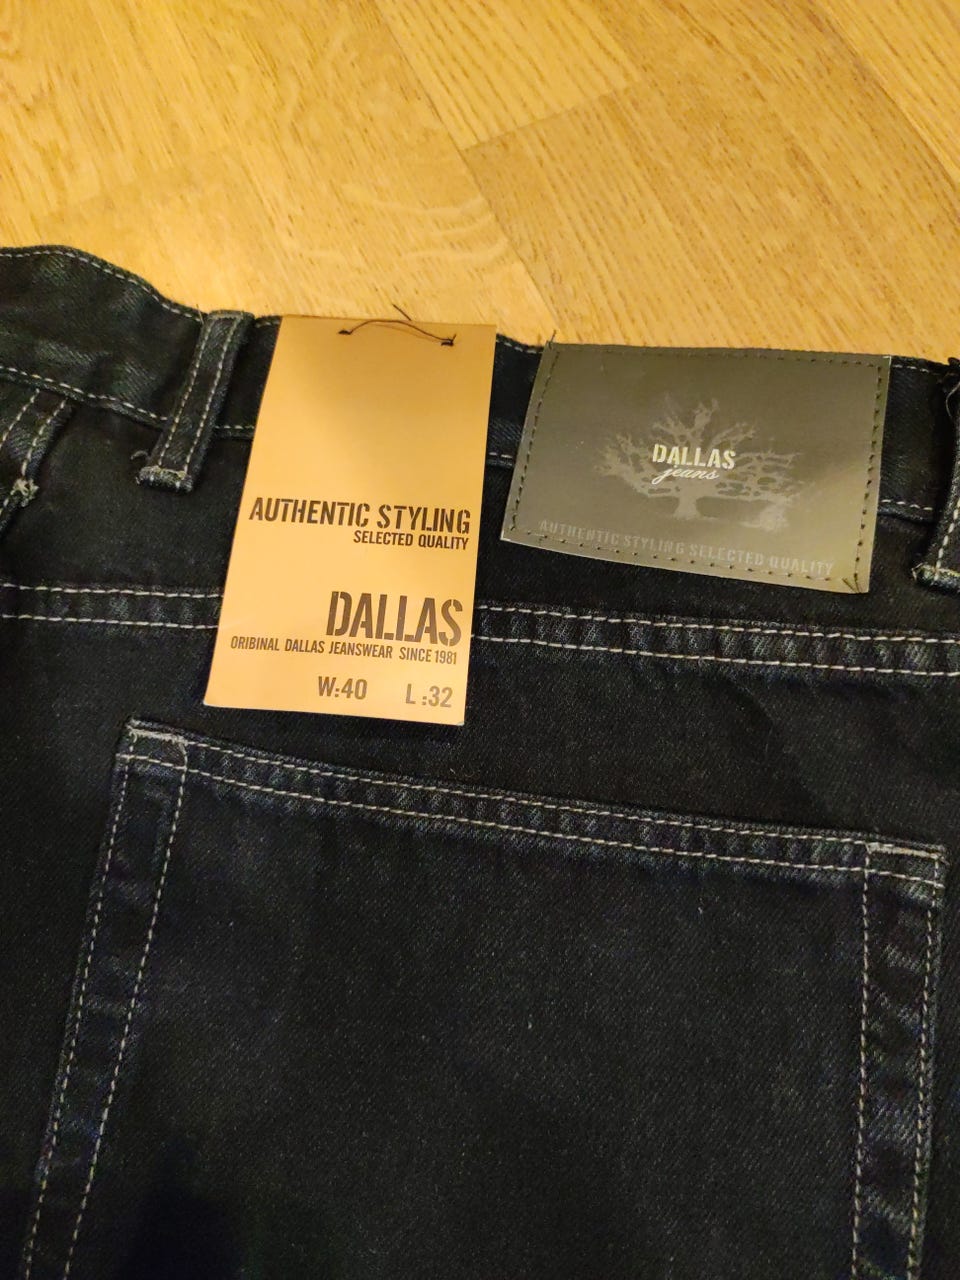 AUTHENTIC STYLING
SELECTED QUALITY
DALLAS
ORIBINAL DALLAS JEANSWEAR SINCE 1981
W:40 L:32
DALLAS
jeans
AUTHENTIC STYLING SELECTED QUALITY